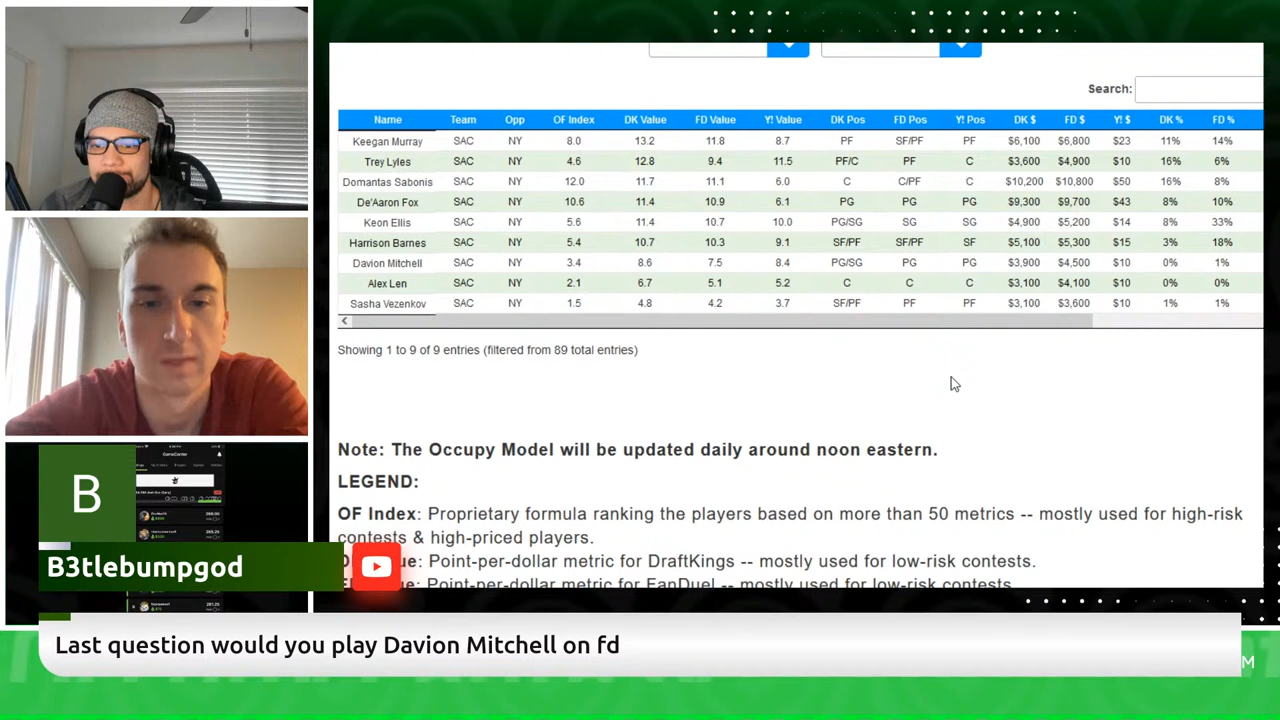 Search:
Name Team Opp OF Index DK Value FD Value Y! Value DK Pos FD Pos Y! Pos DK $ FD $ Y! $ DK % FD %
Keegan Murray SAC NY 8.0 13.2 11.8 8.7 PF SF/PF PF $6,100 $6,800 $23 11% 14%
Trey Lyles SAC NY 4.6 12.8 9.4 11.5 PF/C PF C $3,600 $4,900 $10 16% 6%
Domantas Sabonis SAC NY 12.0 11.7 11.1 6.0 C C/PF C $10,200 $10,800 $50 16% 8%
De'Aaron Fox SAC NY 10.6 11.4 10.9 6.1 PG PG PG $9,300 $9,700 $43 8% 10%
Keon Ellis SAC NY 5.6 11.4 10.7 10.0 PG/SG SG SG $4,900 $5,200 $14 8% 33%
Harrison Barnes SAC NY 5.4 10.7 10.3 9.1 SF/PF SF/PF SF $5,100 $5,300 $15 3% 18%
Davion Mitchell SAC NY 3.4 8.6 7.5 8.4 PG/SG PG PG $3,900 $4,500 $10 0% 1%
Alex Len SAC NY 2.1 6.7 5.1 5.2 C C C $3,100 $4,100 $10 0% 0%
Sasha Vezenkov SAC NY 1.5 4.8 4.2 3.7 SF/PF PF PF $3,100 $3,600 $10 1% 1%
Showing 1 to 9 of 9 entries (filtered from 89 total entries)
Note: The Occupy Model will be updated daily around noon eastern.
LEGEND:
OF Index: Proprietary formula ranking the players based on more than 50 metrics -- mostly used for high-risk
contests & high-priced players.
: Point-per-dollar metric for DraftKings -- mostly used for low-risk contests.
: Point-per-dollar metric for FanDuel -- mostly used for low-risk contests.
GameCenter
B
B3tlebumpgod
Last question would you play Davion Mitchell on fd